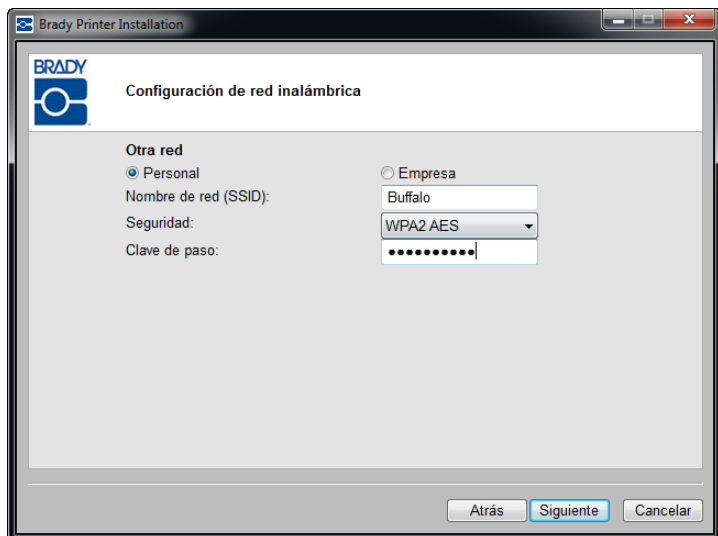 Brady Printer Installation
BRADY
Configuración de red inalámbrica
Otra red
Personal Empresa
Nombre de red (SSID): Buffalo
Seguridad: WPA2 AES
Clave de paso: ●●●●●●●●●●
Atrás Siguiente Cancelar